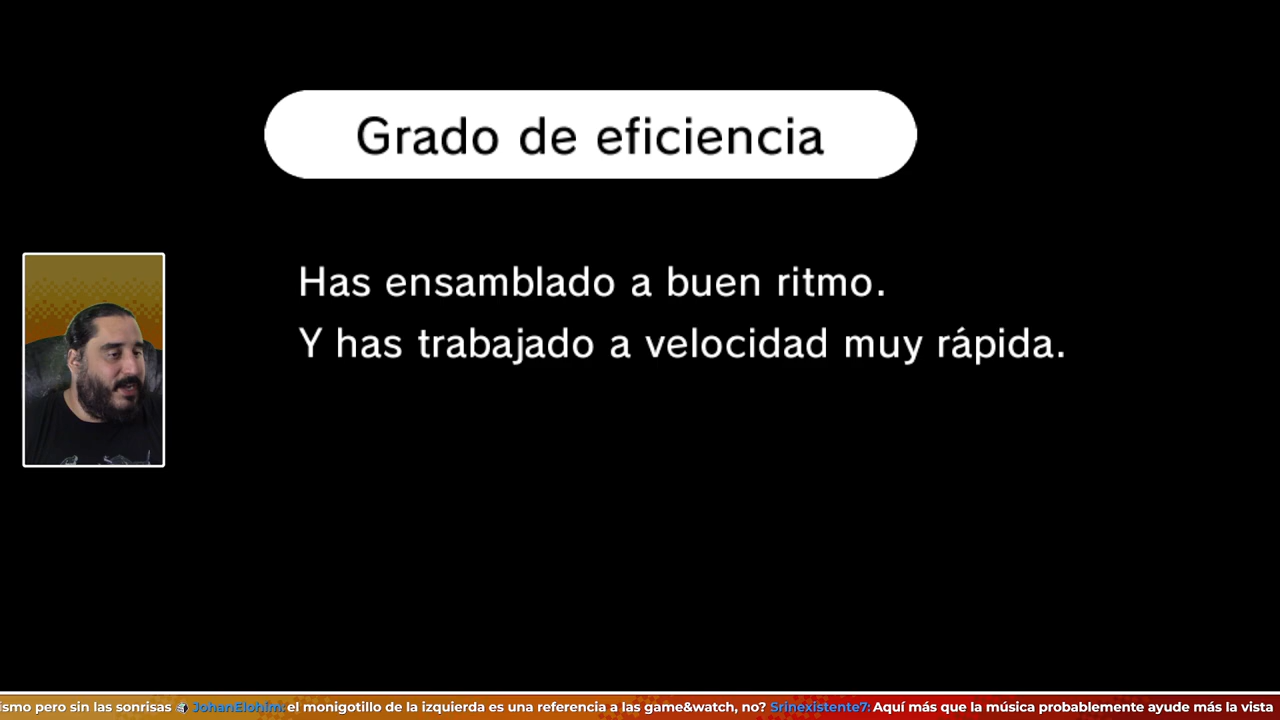 Grado de eficiencia
Has ensamblado a buen ritmo.
Y has trabajado a velocidad muy rápida.
ismo pero sin las sonrisas JohanElohim: el monigotillo de la izquierda es una referencia a las game&watch, no? Srinexistente7: Aquí más que la música probablemente ayude más la vista